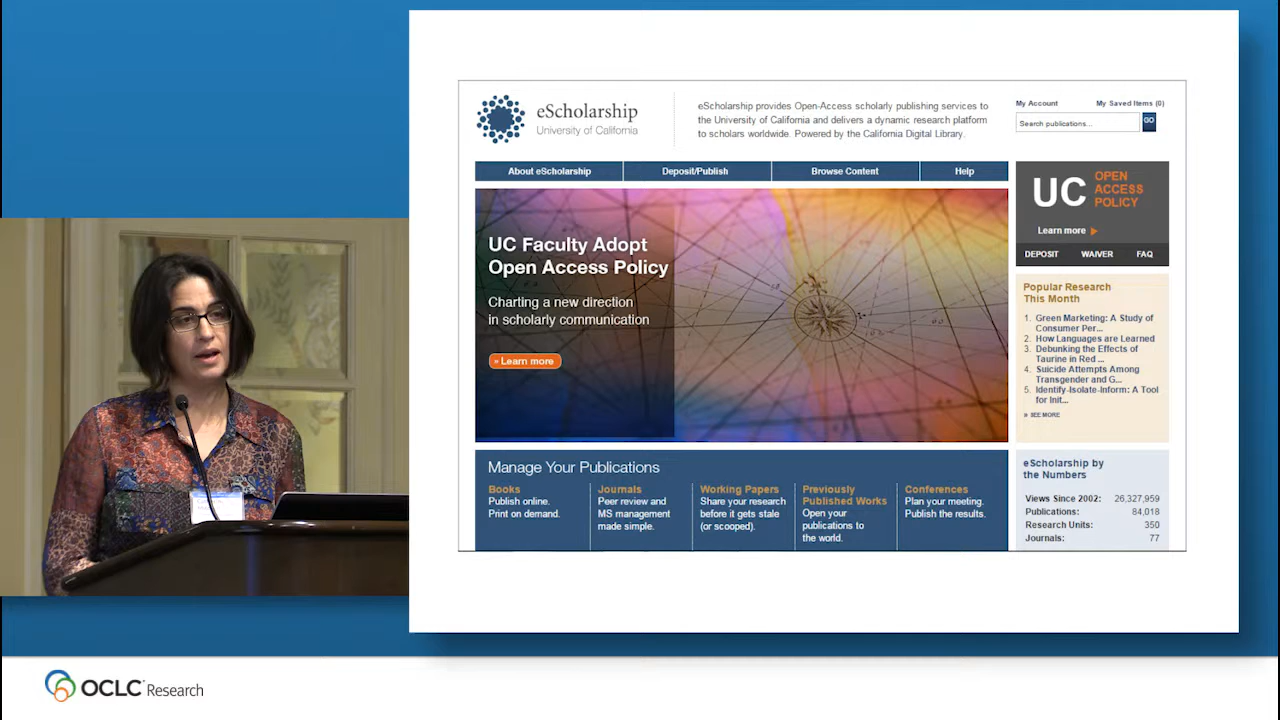 eScholarship
University of California
eScholarship provides Open-Access scholarly publishing services to
the University of California and delivers a dynamic research platform
to scholars worldwide. Powered by the California Digital Library.
My Account
My Saved Items (0)
Search publications...
GO
About eScholarship
Deposit/Publish
Browse Content
Help
UC Faculty Adopt
Open Access Policy
Charting a new direction
in scholarly communication
» Learn more
UC
OPEN
ACCESS
POLICY
Learn more
DEPOSIT
WAIVER
FAQ
Popular Research
This Month
1. Green Marketing: A Study of
Consumer Per...
2. How Languages are Learned
3. Debunking the Effects of
Taurine in Red ...
4. Suicide Attempts Among
Transgender and G...
5. Identify-Isolate-Inform: A Tool
for Init...
» SEE MORE
Manage Your Publications
Books
Publish online.
Print on demand.
Journals
Peer review and
MS management
made simple.
Working Papers
Share your research
before it gets stale
(or scooped).
Previously
Published Works
Open your
publications to
the world.
Conferences
Plan your meeting.
Publish the results.
eScholarship by
the Numbers
Views Since 2002: 26,327,959
Publications: 84,018
Research Units: 350
Journals: 77
OCLC Research